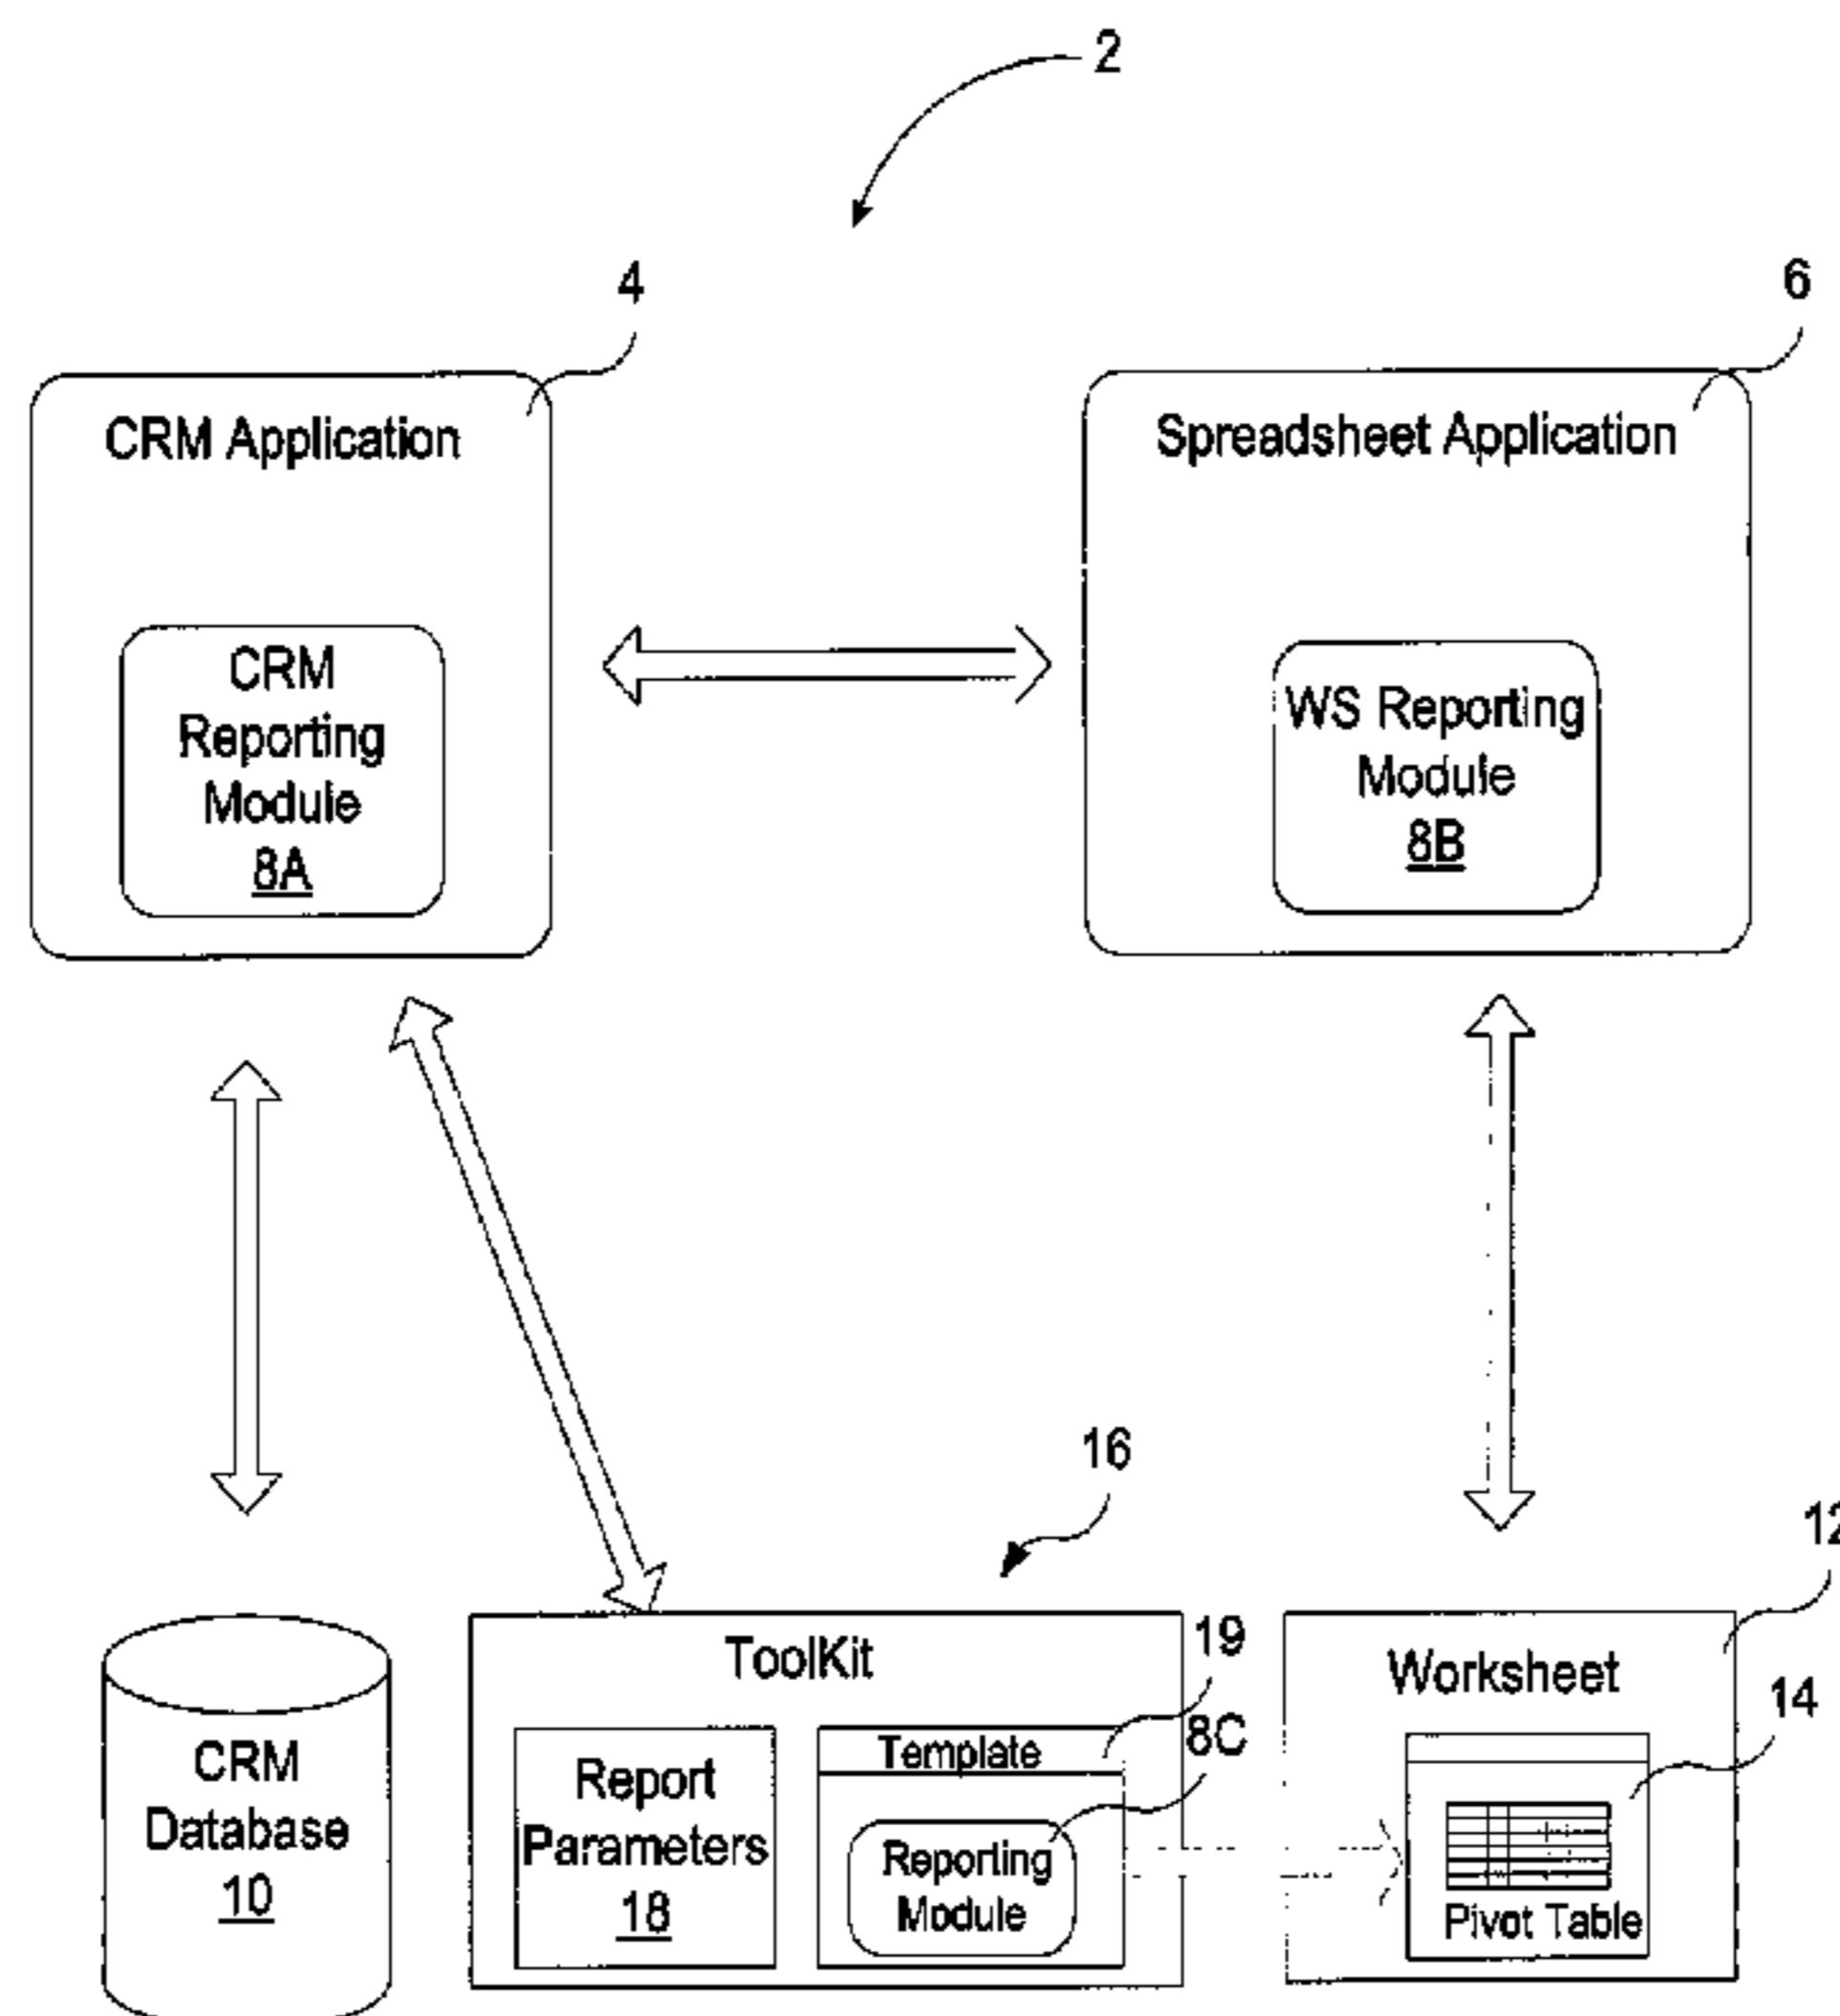 2
4
6
CRM Application
Spreadsheet Application
CRM
Reporting
Module
8A
WS Reporting
Module
8B
16
12
ToolKit
19
Worksheet
14
8C
Template
CRM
Database
10
Report
Parameters
18
Reporting
Module
Pivot Table